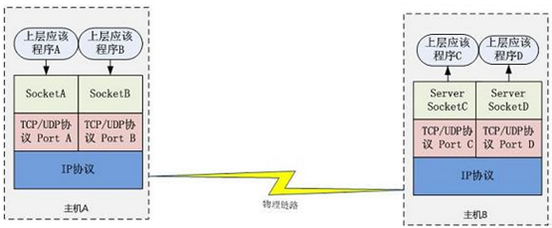 上层应该
程序A
上层应该
程序B
SocketA
SocketB
TCP/UDP协
议 Port A
TCP/UDP协
议 Port B
IP协议
主机A
物理链路
上层应该
程序C
上层应该
程序D
Server
SocketC
Server
SocketD
TCP/UDP协
议 Port C
TCP/UDP协
议 Port D
IP协议
主机B